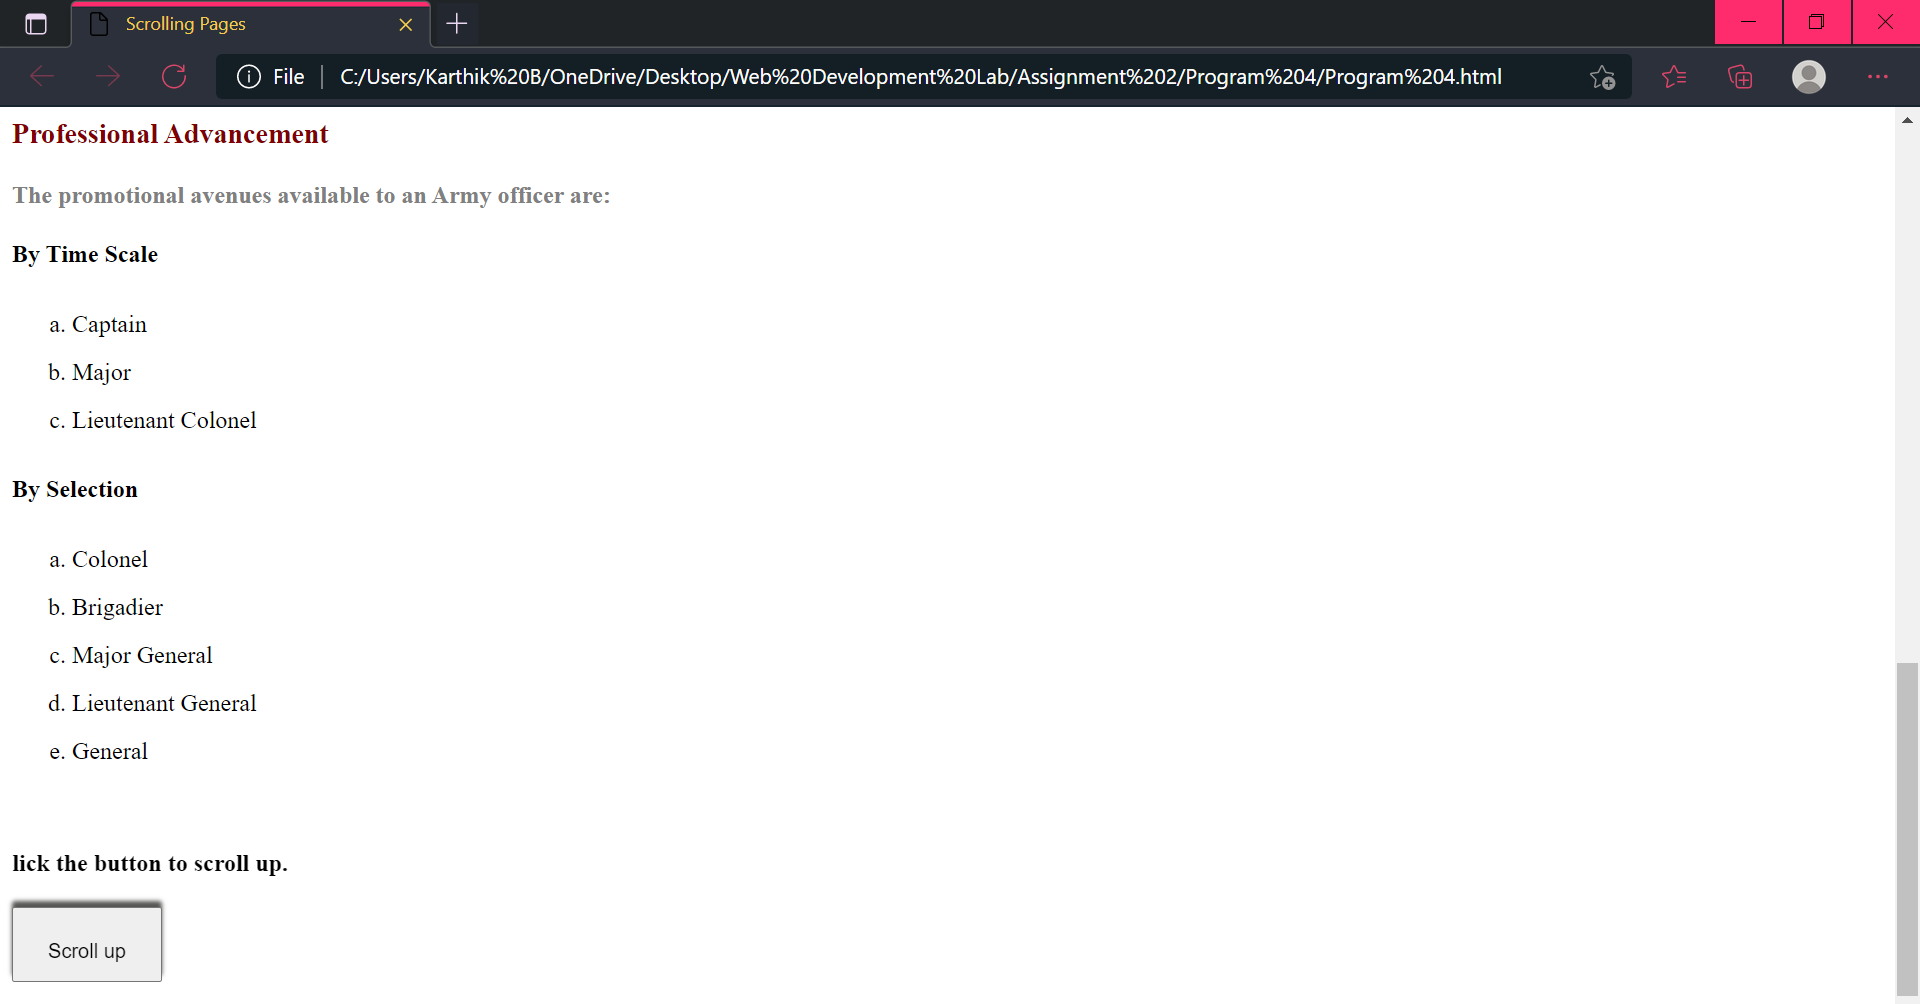 Scrolling Pages
File | C:/Users/Karthik%20B/OneDrive/Desktop/Web%20Development%20Lab/Assignment%202/Program%204/Program%204.html
Professional Advancement
The promotional avenues available to an Army officer are:
By Time Scale
a. Captain
b. Major
c. Lieutenant Colonel
By Selection
a. Colonel
b. Brigadier
c. Major General
d. Lieutenant General
e. General
lick the button to scroll up.
Scroll up